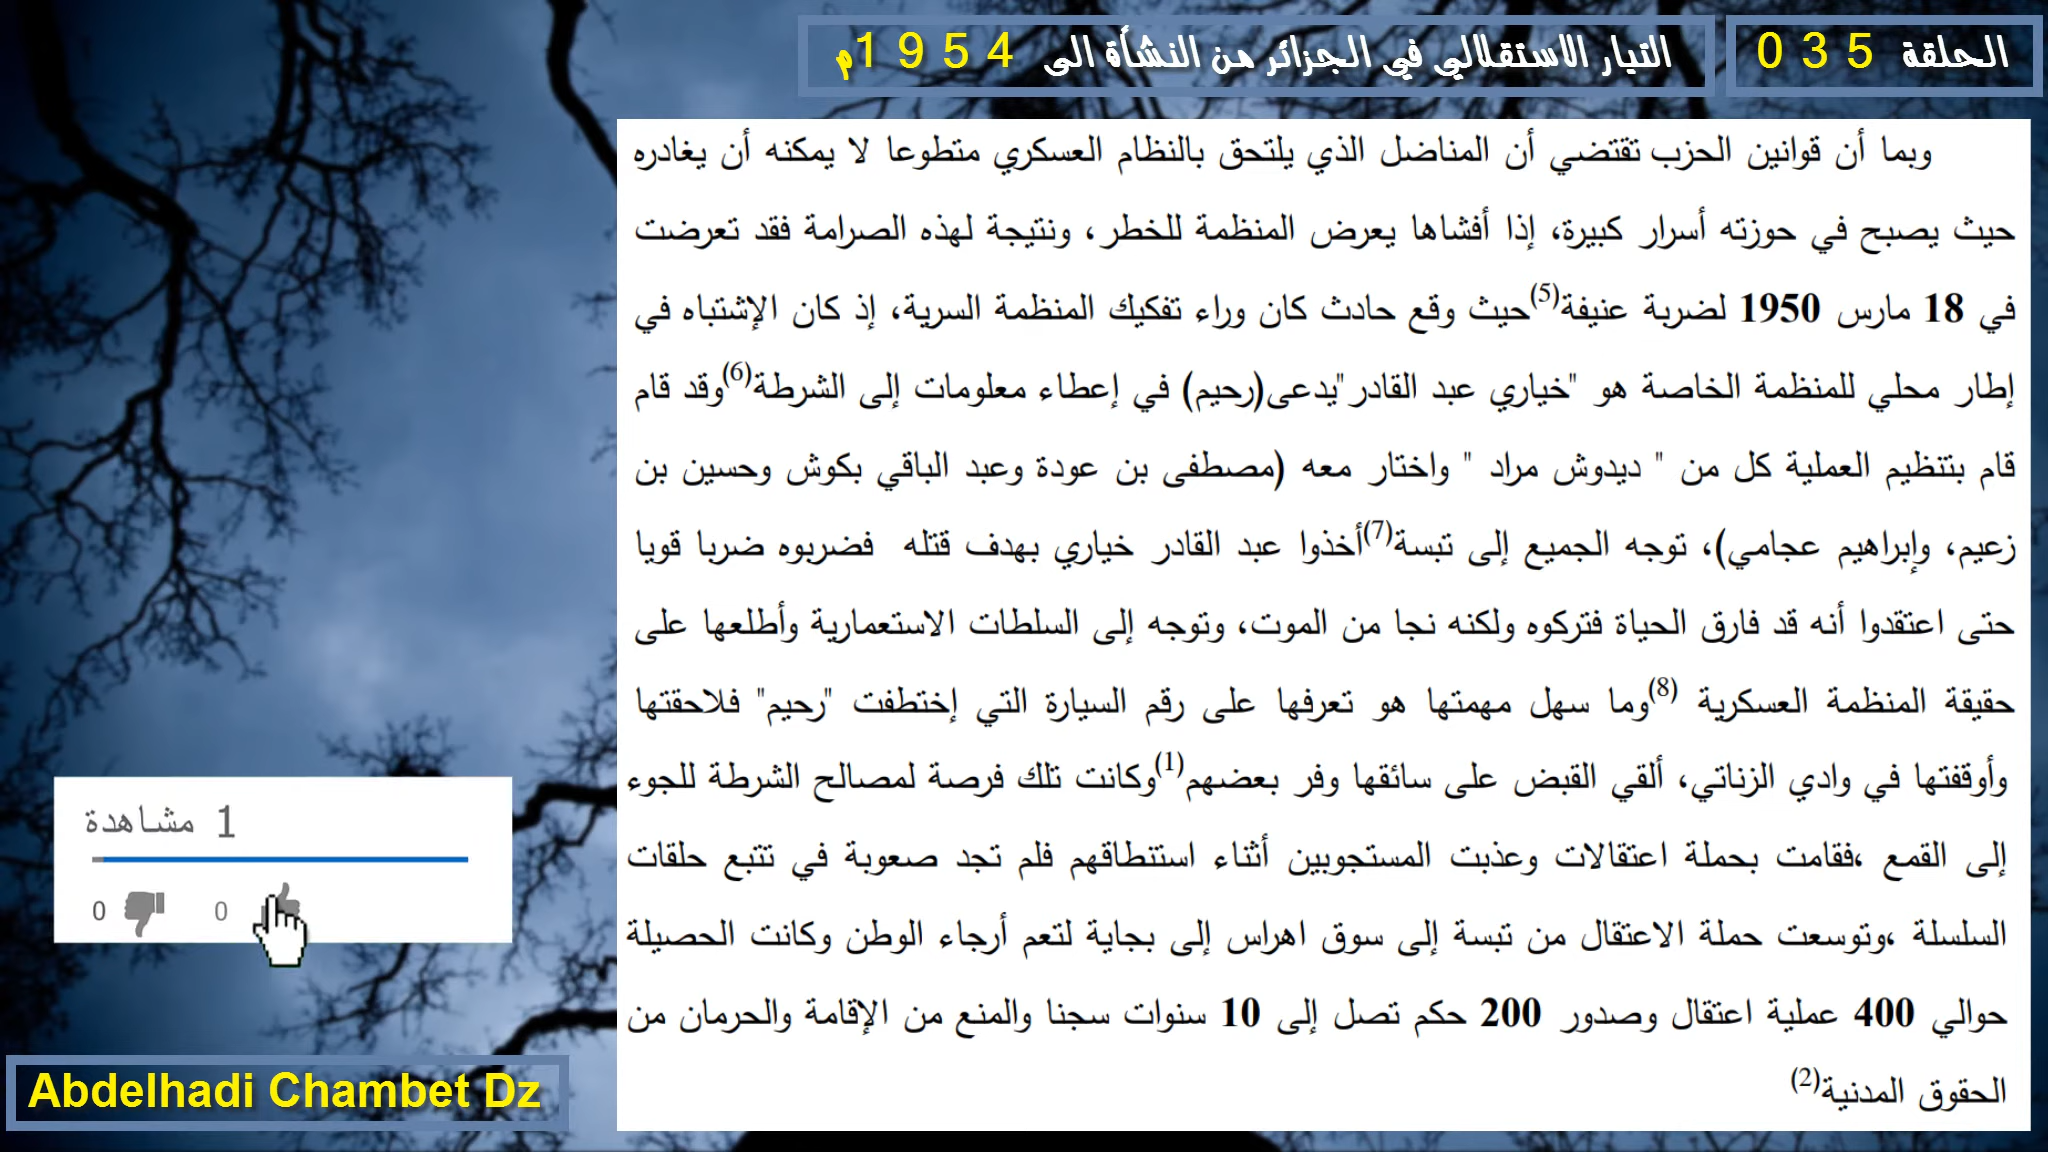 الحلقة 035
التيار الاستقلالي في الجزائر من النشأة الى 1954م
وبما أن قوانين الحزب تقتضي أن المناضل الذي يلتحق بالنظام العسكري متطوعا لا يمكنه أن يغادره
حيث يصبح في حوزته أسرار كبيرة، إذا أفشاها يعرض المنظمة للخطر، ونتيجة لهذه الصرامة فقد تعرضت
في 18 مارس 1950 لضربة عنيفة(5)حيث وقع حادث كان وراء تفكيك المنظمة السرية، إذ كان الإشتباه في
إطار محلي للمنظمة الخاصة هو "خياري عبد القادر"يدعى(رحيم) في إعطاء معلومات إلى الشرطة(6)وقد قام
قام بتنظيم العملية كل من " ديدوش مراد " واختار معه (مصطفى بن عودة وعبد الباقي بكوش وحسين بن
زعيم، وإبراهيم عجامي)، توجه الجميع إلى تبسة(7)أخذوا عبد القادر خياري بهدف قتله فضربوه ضربا قويا
حتى اعتقدوا أنه قد فارق الحياة فتركوه ولكنه نجا من الموت، وتوجه إلى السلطات الاستعمارية وأطلعها على
حقيقة المنظمة العسكرية (8)وما سهل مهمتها هو تعرفها على رقم السيارة التي إختطفت "رحيم" فلاحقتها
وأوقفتها في وادي الزناتي، ألقي القبض على سائقها وفر بعضهم(1)وكانت تلك فرصة لمصالح الشرطة للجوء
إلى القمع ،فقامت بحملة اعتقالات وعذبت المستجوبين أثناء استنطاقهم فلم تجد صعوبة في تتبع حلقات
السلسلة ،وتوسعت حملة الاعتقال من تبسة إلى سوق اهراس إلى بجاية لتعم أرجاء الوطن وكانت الحصيلة
حوالي 400 عملية اعتقال وصدور 200 حكم تصل إلى 10 سنوات سجنا والمنع من الإقامة والحرمان من
الحقوق المدنية(2)
1 مشاهدة
0 0
Abdelhadi Chambet Dz